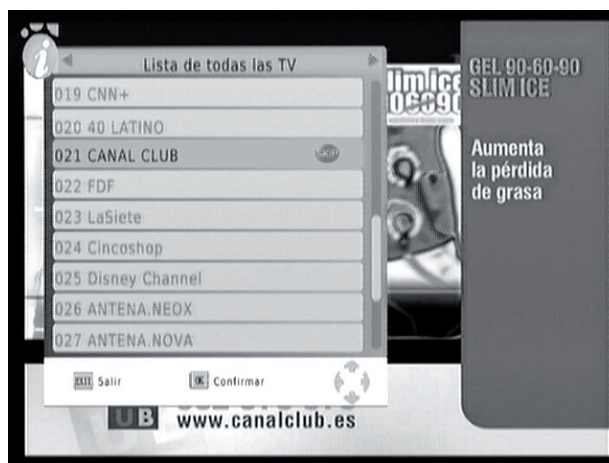 Lista de todas las TV
019 CNN+
020 40 LATINO
021 CANAL CLUB SKIP
022 FDF
023 LaSiete
024 Cincoshop
025 Disney Channel
026 ANTENA.NEOX
027 ANTENA.NOVA
EXIT Salir
OK Confirmar
GEL 90-60-90
SLIM ICE
Aumenta
la pérdida
de grasa
UB
www.canalclub.es